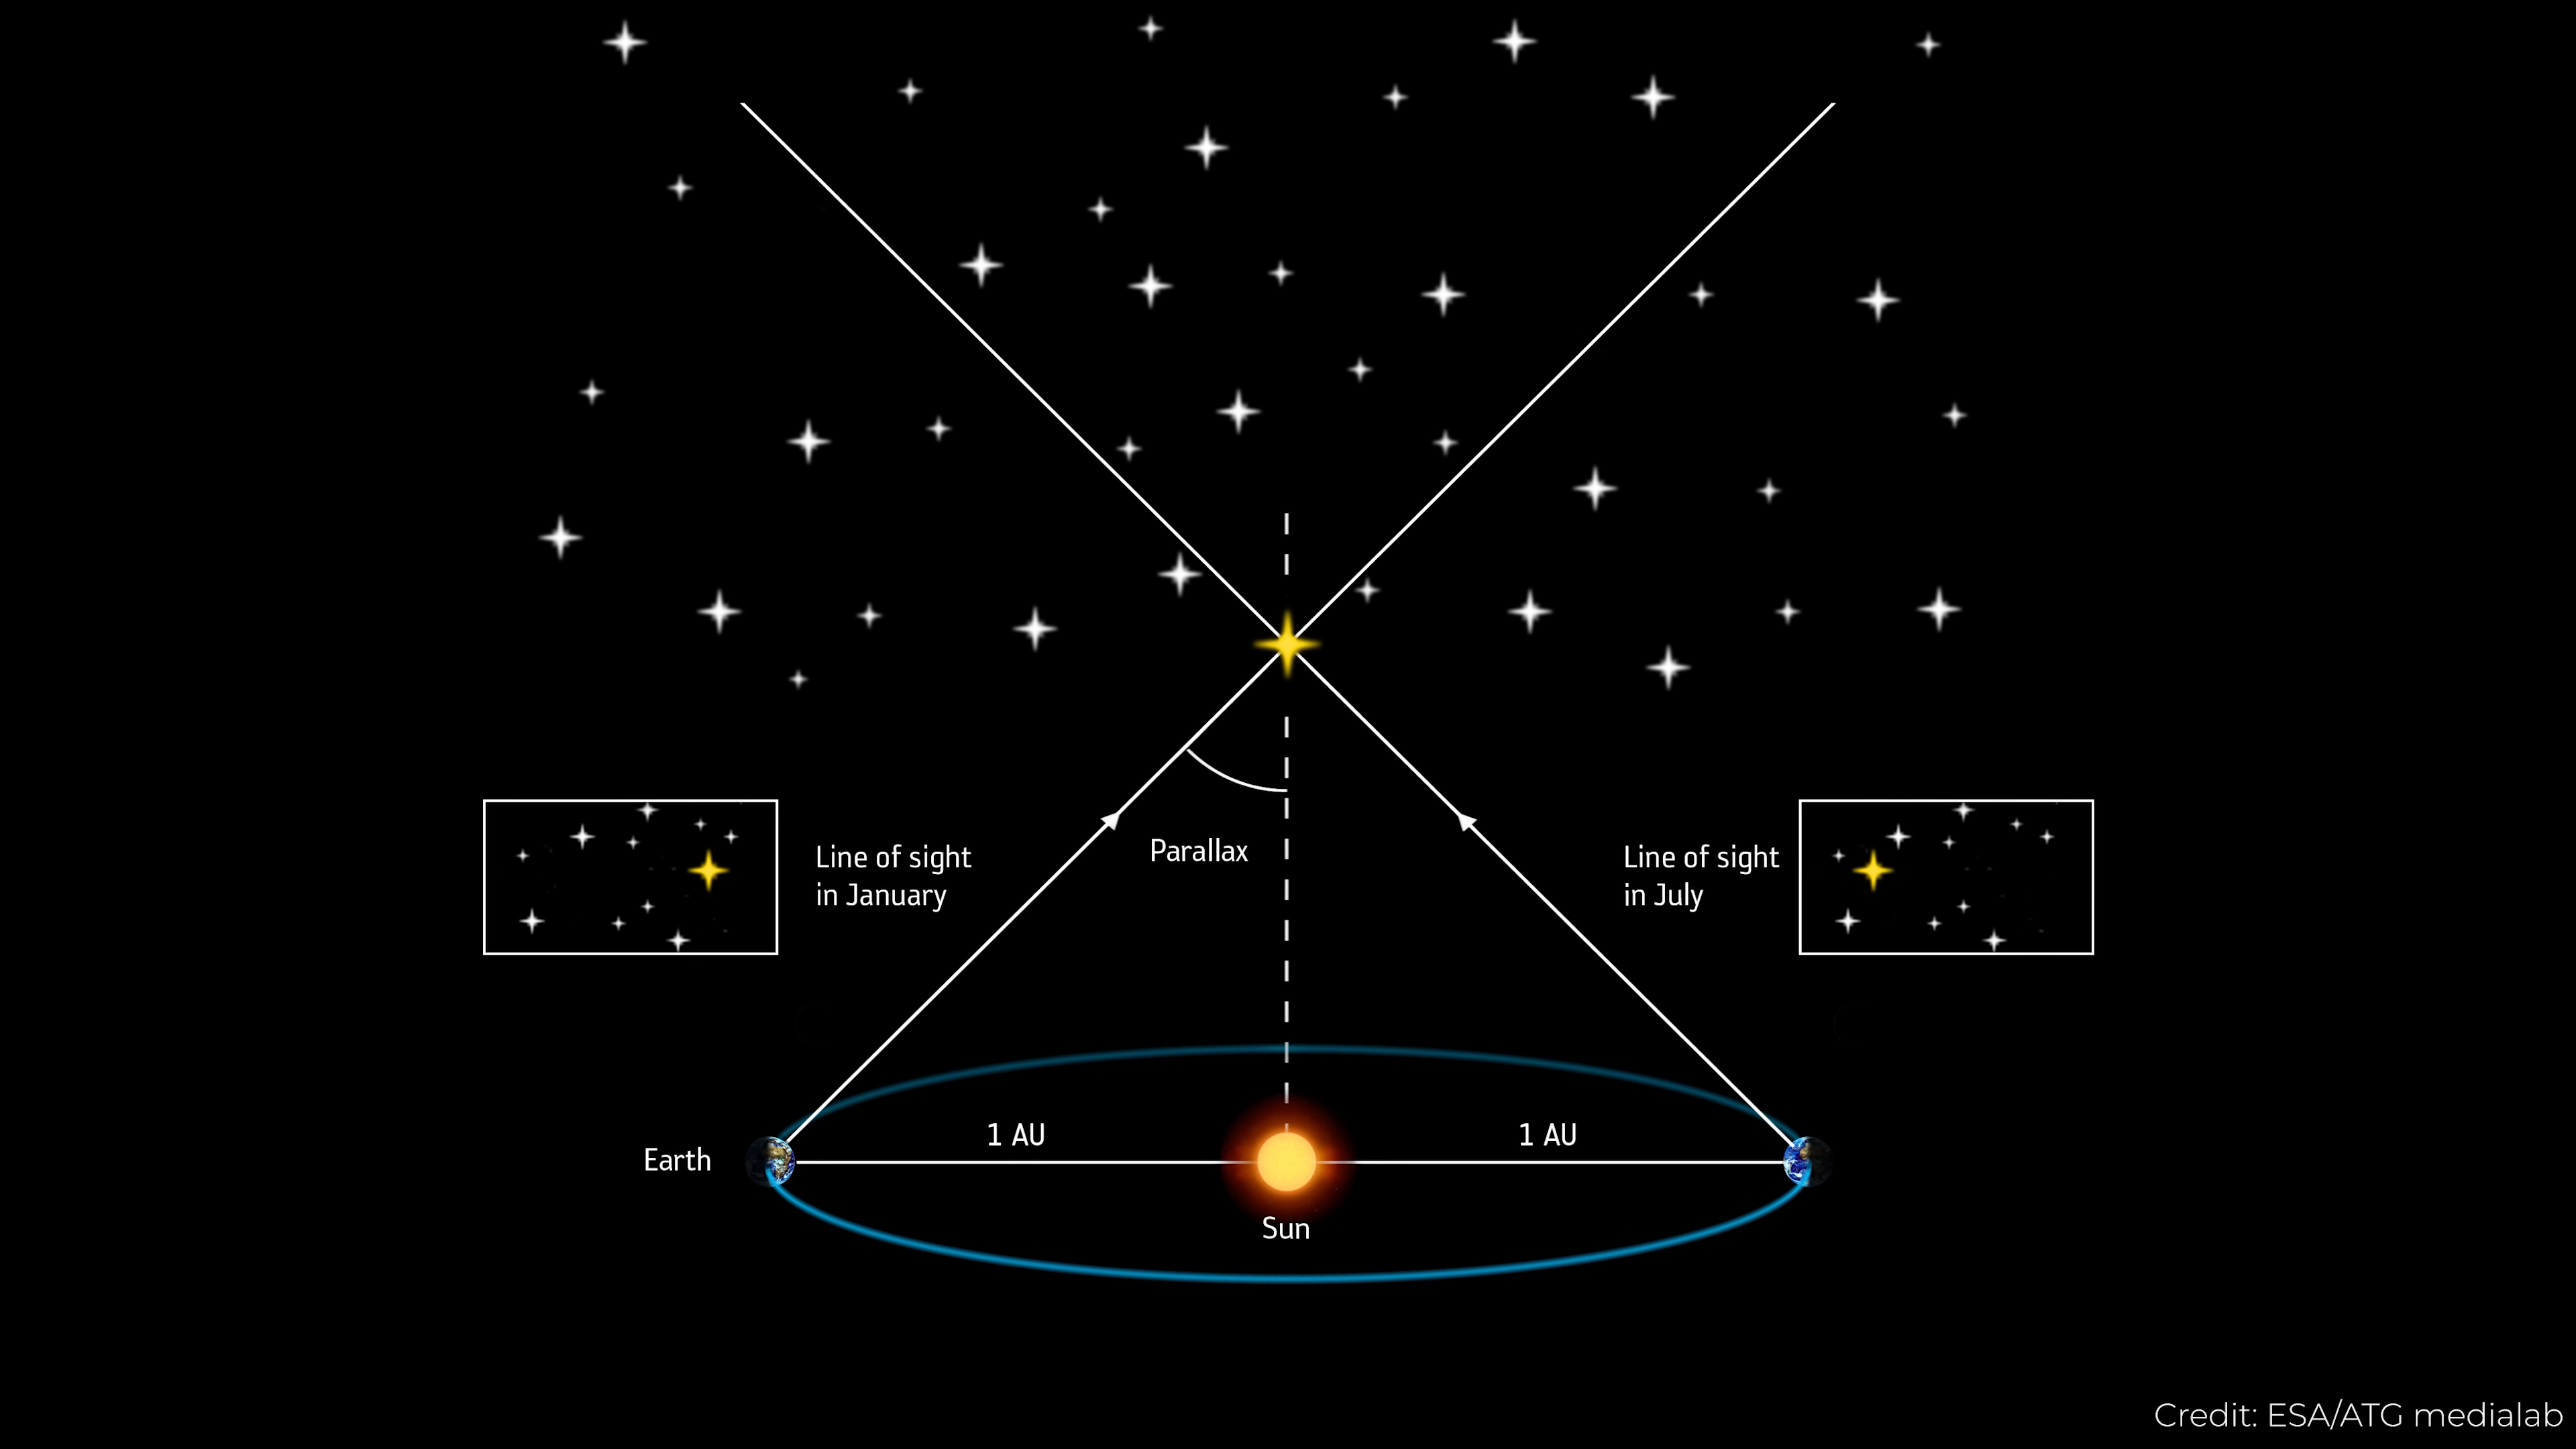 Line of sight
in January
Parallax
Line of sight
in July
1 AU
1 AU
Earth
Sun
Credit: ESA/ATG medialab